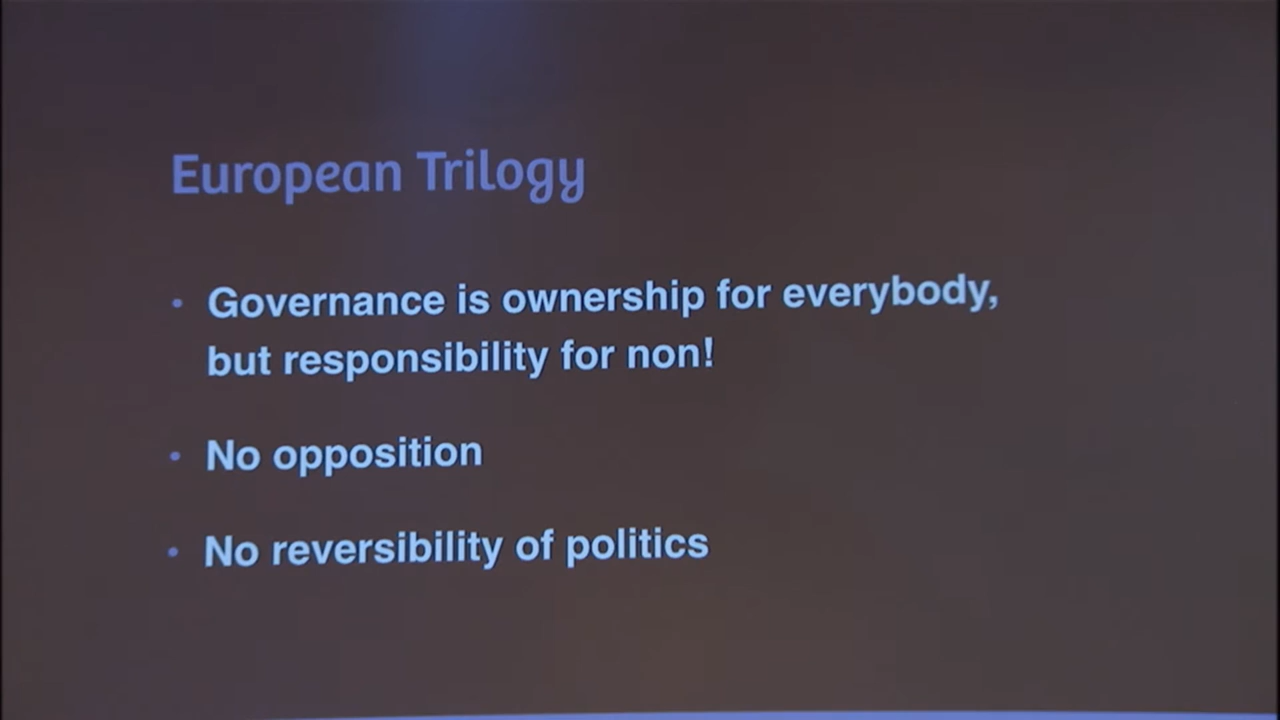 European Trilogy
• Governance is ownership for everybody,
but responsibility for non!
• No opposition
• No reversibility of politics